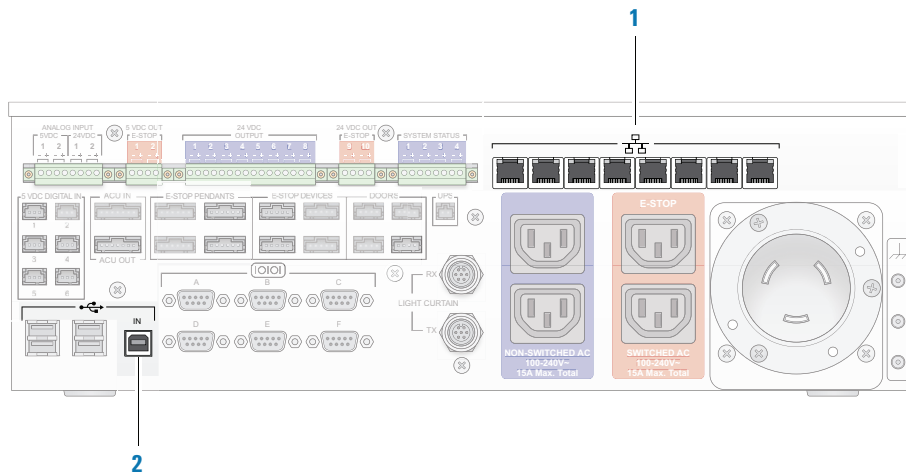 1
ANALOG INPUT
5VDC 24VDC
1 2 1 2
5 VDC OUT
E-STOP
1 2
24 VDC
OUTPUT
1 2 3 4 5 6 7 8
24 VDC OUT
E-STOP
9 10
SYSTEM STATUS
1 2 3 4
5 VDC DIGITAL IN
1 2
3 4
5 6
ACU IN
ACU OUT
E-STOP PENDANTS
E-STOP DEVICES
DOORS
UPS
IOIOI
A B C
D E F
RX
LIGHT CURTAIN
TX
IN
NON-SWITCHED AC
100-240V~
15A Max. Total
E-STOP
SWITCHED AC
100-240V~
15A Max. Total
2